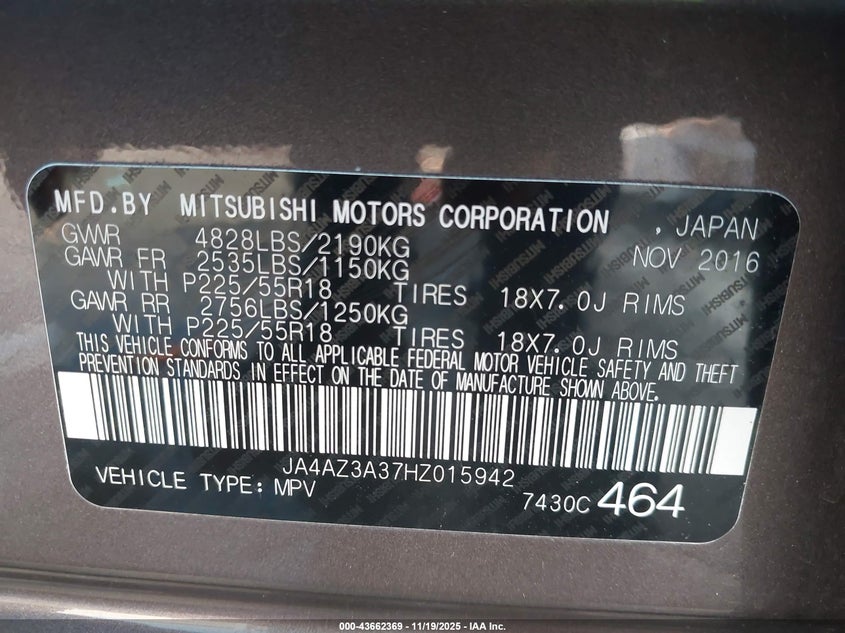 MFD.BY MITSUBISHI MOTORS CORPORATION , JAPAN
GVWR 4828LBS/2190KG NOV 2016
GAWR FR 2535LBS/1150KG
WITH P225/55R18 TIRES 18X7.0J RIMS
GAWR RR 2756LBS/1250KG
WITH P225/55R18 TIRES 18X7.0J RIMS
THIS VEHICLE CONFORMS TO ALL APPLICABLE FEDERAL MOTOR VEHICLE SAFETY AND THEFT
PREVENTION STANDARDS IN EFFECT ON THE DATE OF MANUFACTURE SHOWN ABOVE.
JA4AZ3A37HZ015942
VEHICLE TYPE: MPV 7430C 464
000-43662369 - 11/19/2025 - IAA Inc.